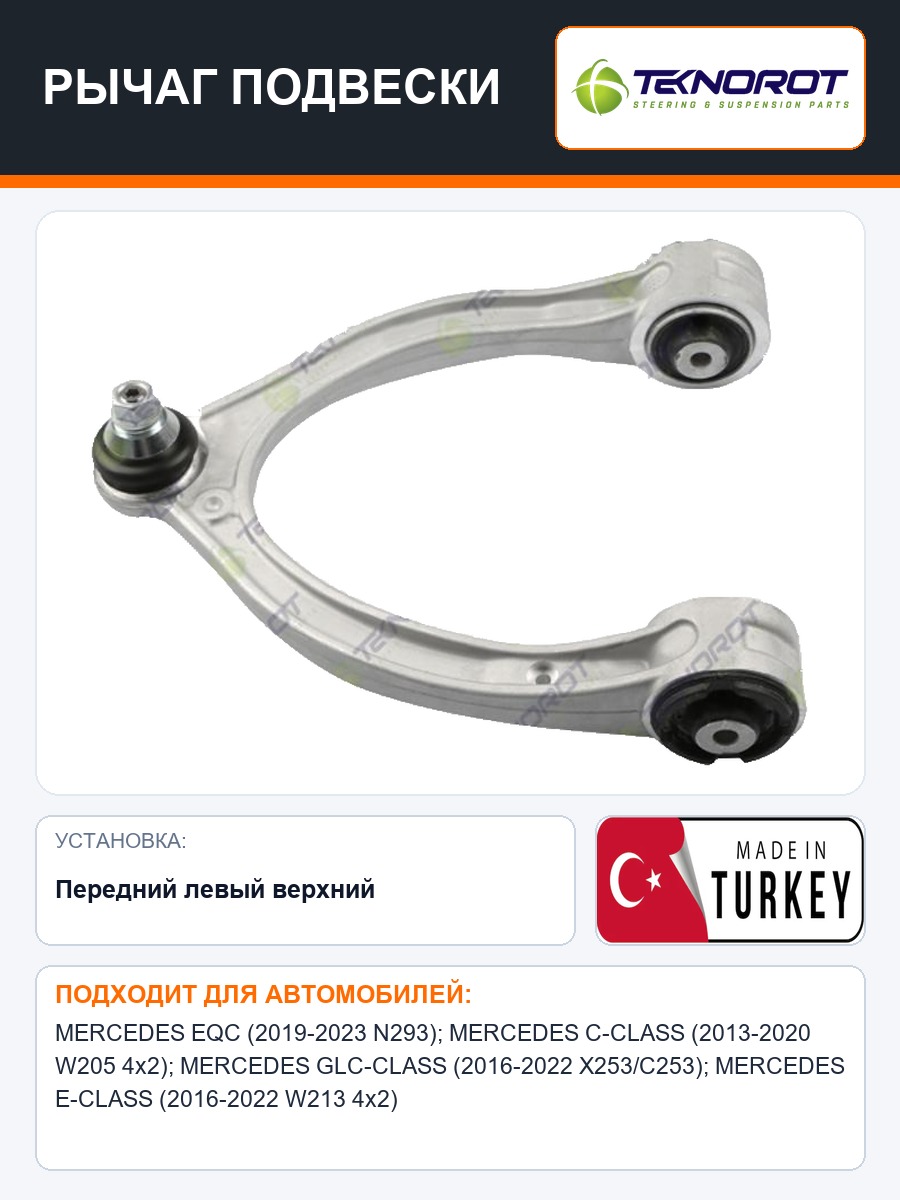 РЫЧАГ ПОДВЕСКИ
TEKNOROT
STEERING & SUSPENSION PARTS
УСТАНОВКА:
Передний левый верхний
MADE IN
TURKEY
ПОДХОДИТ ДЛЯ АВТОМОБИЛЕЙ:
MERCEDES EQC (2019-2023 N293); MERCEDES C-CLASS (2013-2020
W205 4x2); MERCEDES GLC-CLASS (2016-2022 X253/C253); MERCEDES
E-CLASS (2016-2022 W213 4x2)